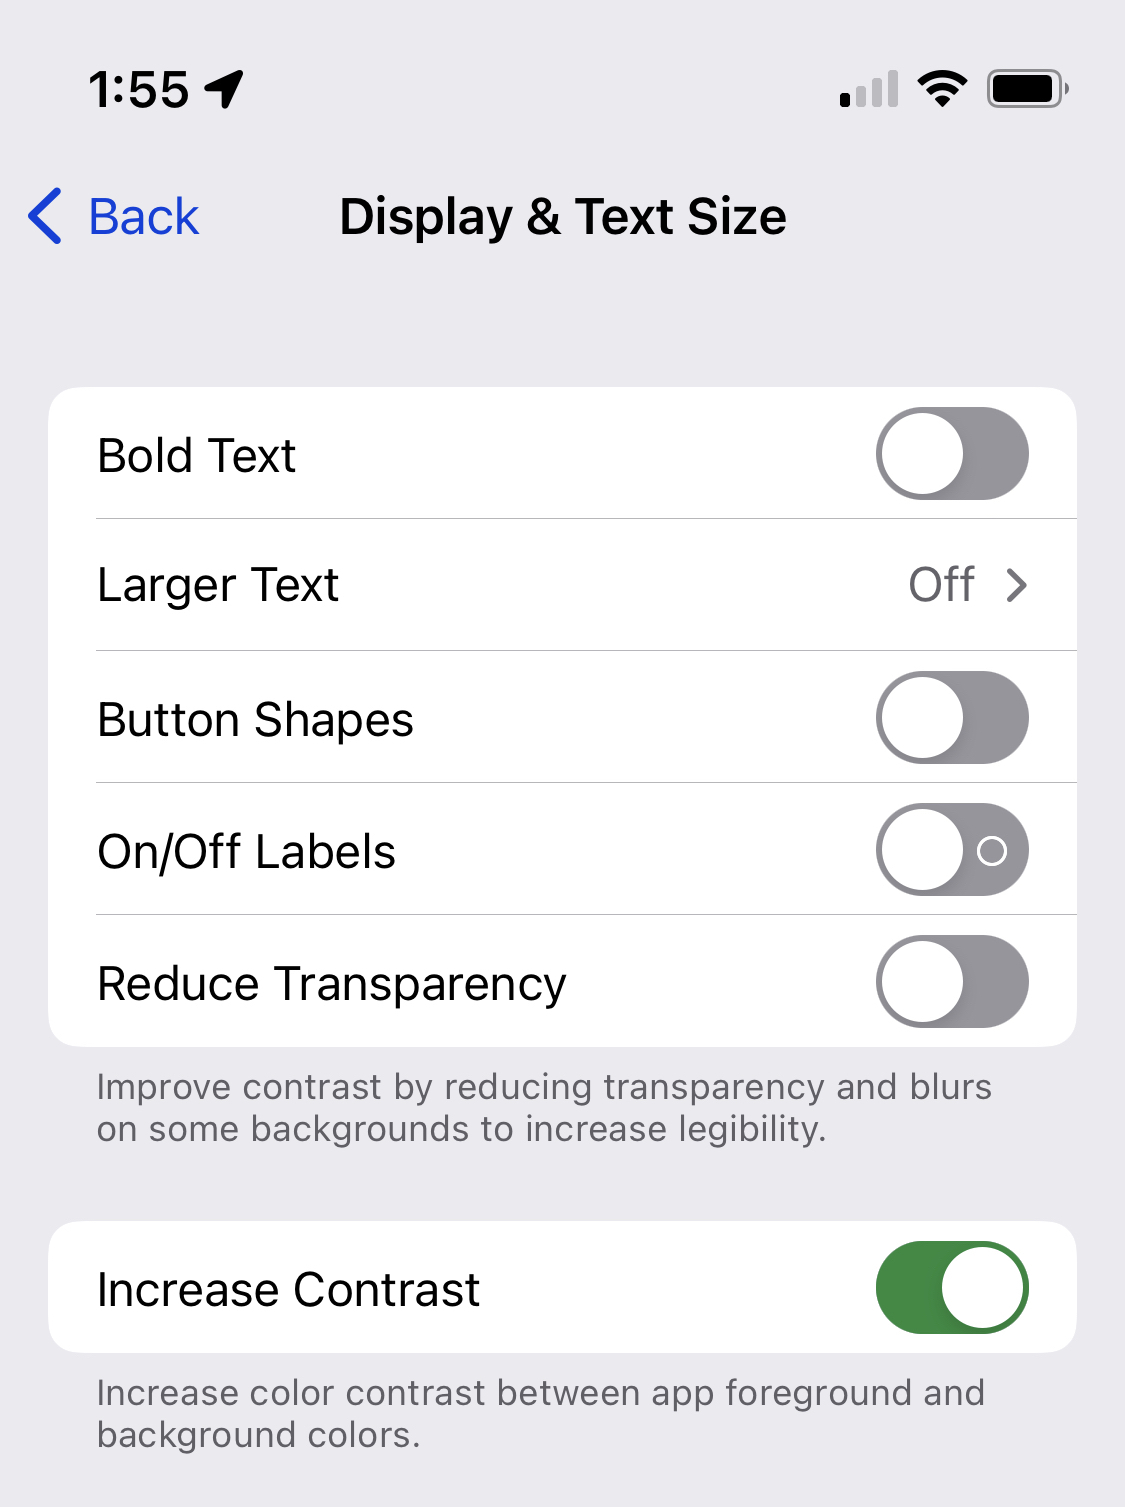 1:55
Back
Display & Text Size
Bold Text
Larger Text
Off
Button Shapes
On/Off Labels
Reduce Transparency
Improve contrast by reducing transparency and blurs
on some backgrounds to increase legibility.
Increase Contrast
Increase color contrast between app foreground and
background colors.